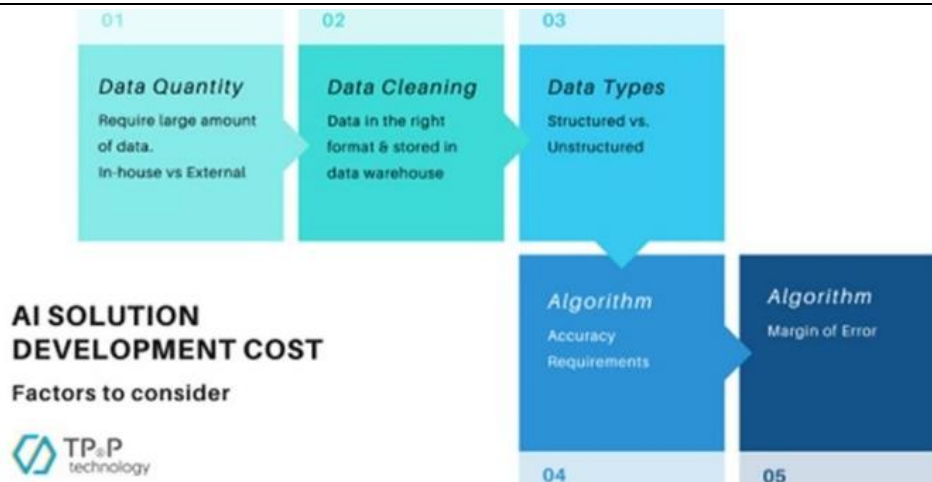 01
Data Quantity
Require large amount
of data.
In-house vs External
02
Data Cleaning
Data in the right
format & stored in
data warehouse
03
Data Types
Structured vs.
Unstructured
Algorithm
Accuracy
Requirements
04
Algorithm
Margin of Error
05
AI SOLUTION
DEVELOPMENT COST
Factors to consider
TP&P
technology